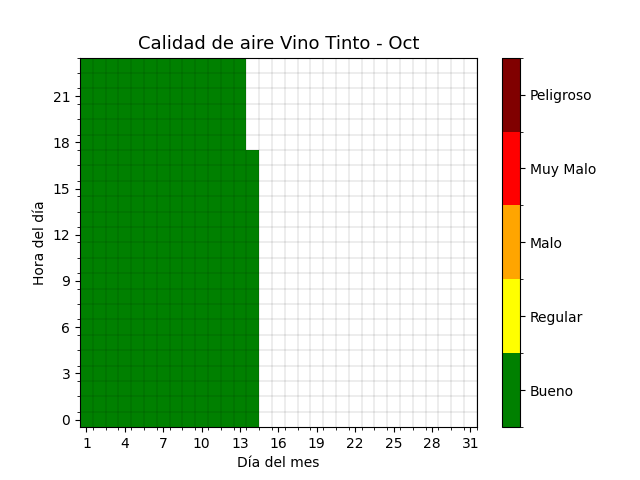 Calidad de aire Vino Tinto - Oct
21
18
15
12
9
6
3
0
Hora del día
1 4 7 10 13 16 19 22 25 28 31
Día del mes
Peligroso
Muy Malo
Malo
Regular
Bueno